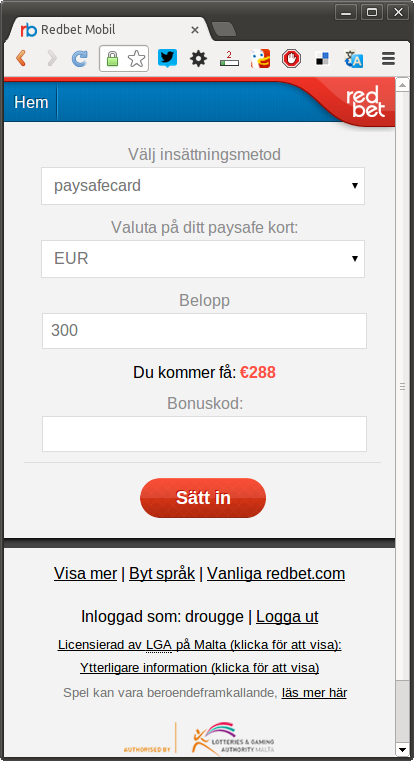 Redbet Mobil
2
Hem
red
bet
Välj insättningsmetod
paysafecard
Valuta på ditt paysafe kort:
EUR
Belopp
300
Du kommer få: €288
Bonuskod:
Sätt in
Visa mer | Byt språk | Vanliga redbet.com
Inloggad som: drougge | Logga ut
Licensierad av LGA på Malta (klicka för att visa):
Ytterligare information (klicka för att visa)
Spel kan vara beroendeframkallande, läs mer här
AUTHORISED BY
LOTTERIES & GAMING
AUTHORITY MALTA